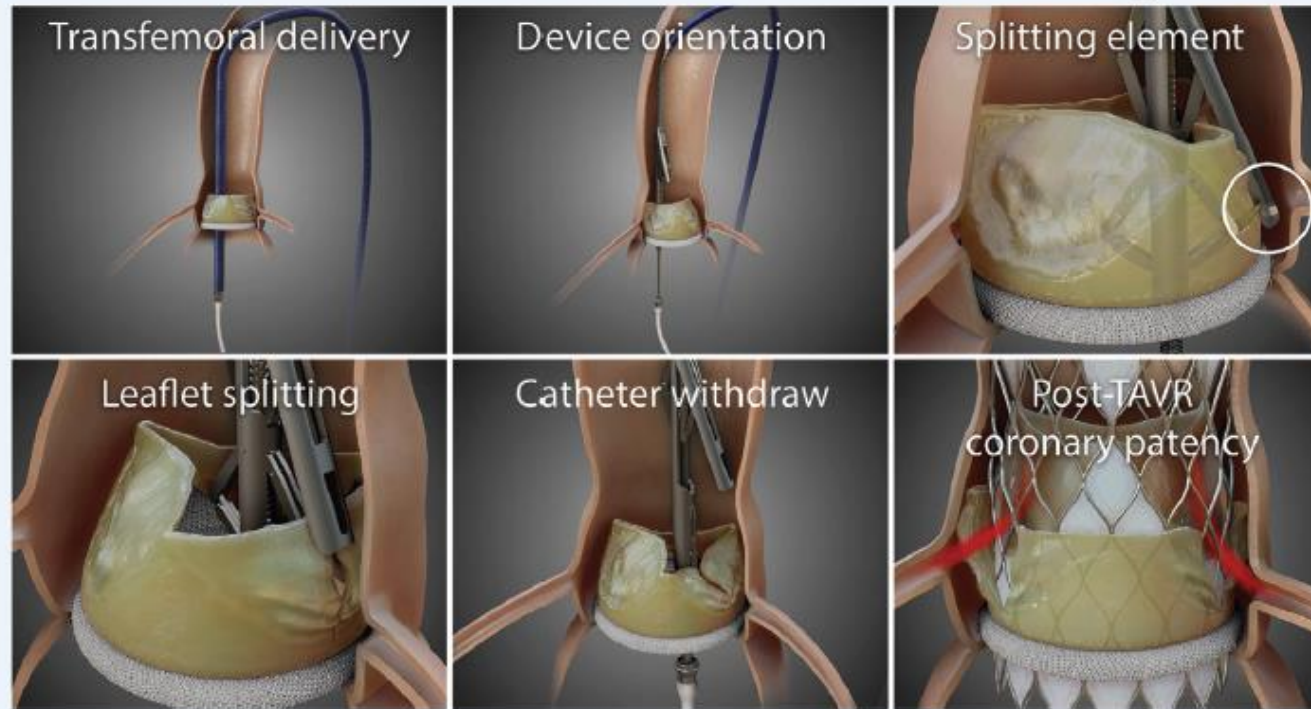 Transfemoral delivery
Device orientation
Splitting element
Leaflet splitting
Catheter withdraw
Post-TAVR
coronary patency